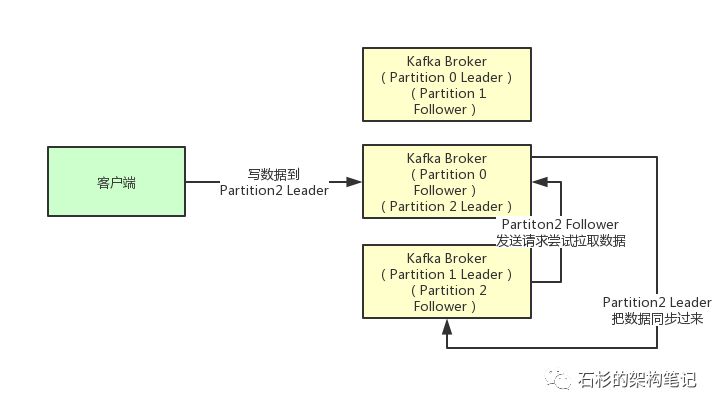 Kafka Broker
( Partition 0 Leader )
( Partition 1
Follower )
客户端
写数据到
Partition2 Leader
Kafka Broker
( Partition 0
Follower )
( Partition 2 Leader )
Partiton2 Follower
发送请求尝试拉取数据
Kafka Broker
( Partition 1 Leader )
( Partition 2
Follower )
Partition2 Leader
把数据同步过来
石杉的架构笔记